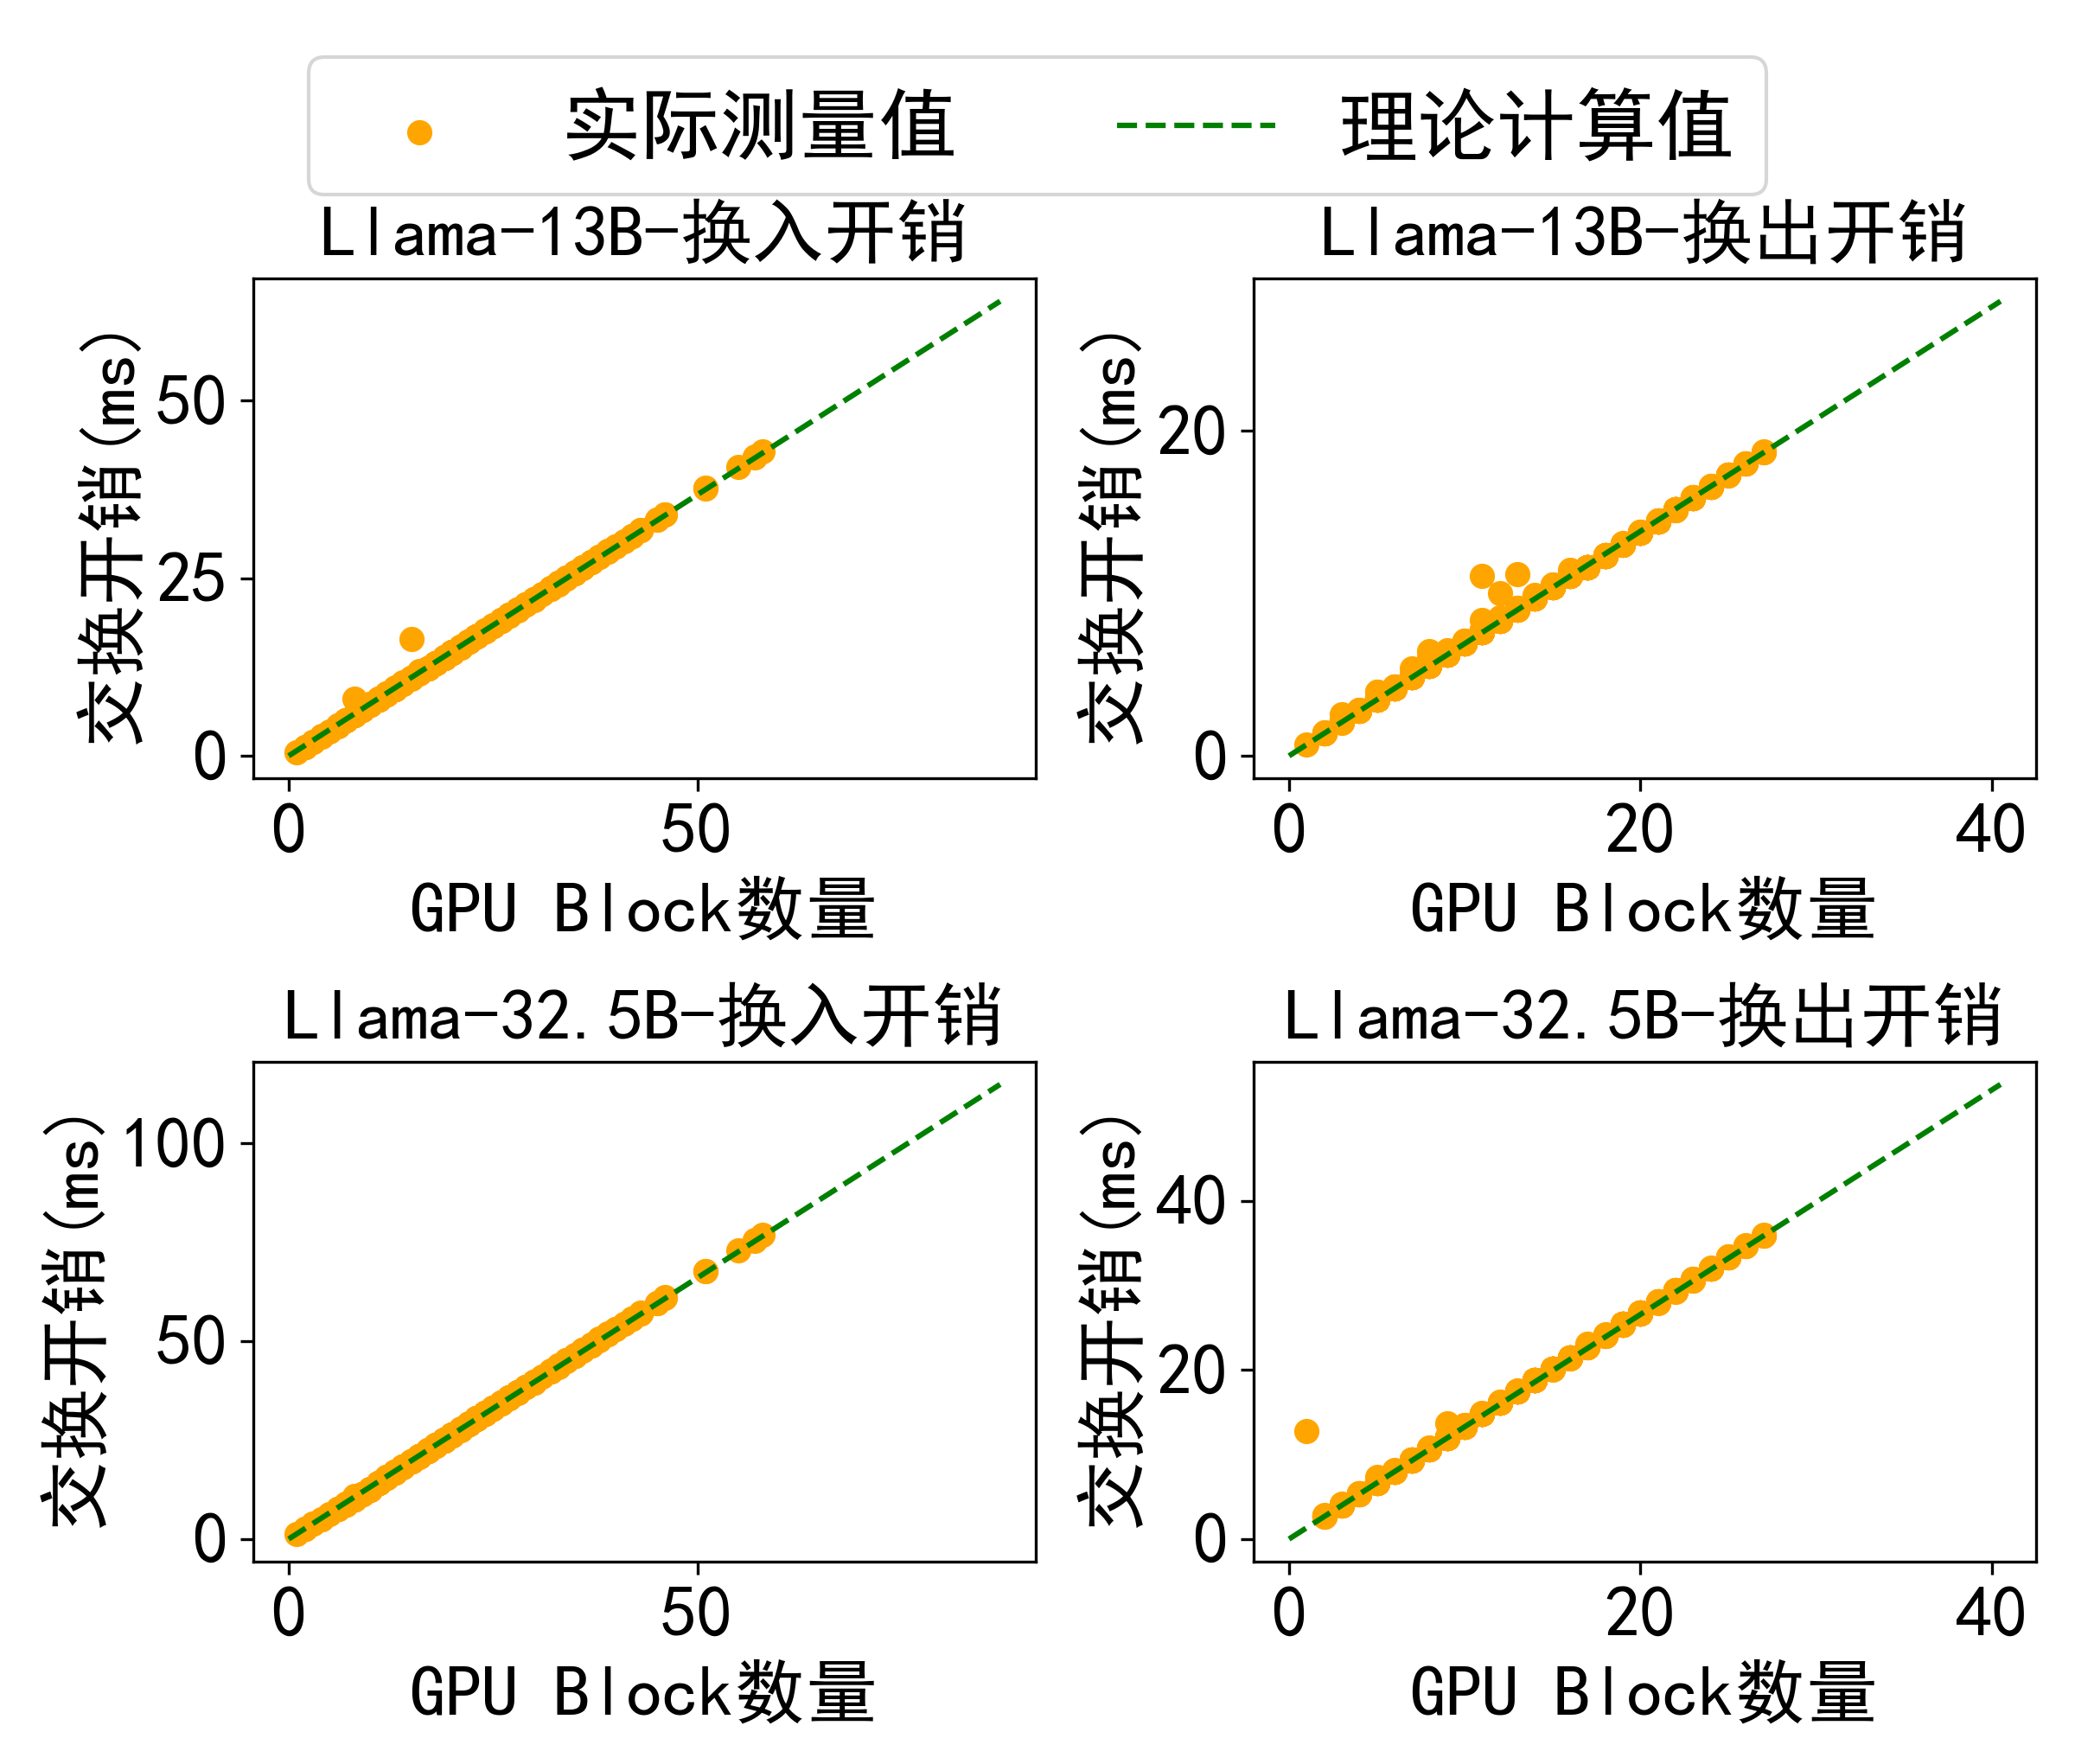 实际测量值 理论计算值
Llama-13B-换入开销
交换开销(ms)
50
25
0
0 50
GPU Block数量
Llama-13B-换出开销
交换开销(ms)
20
0
0 20 40
GPU Block数量
Llama-32.5B-换入开销
交换开销(ms)
100
50
0
0 50
GPU Block数量
Llama-32.5B-换出开销
交换开销(ms)
40
20
0
0 20 40
GPU Block数量